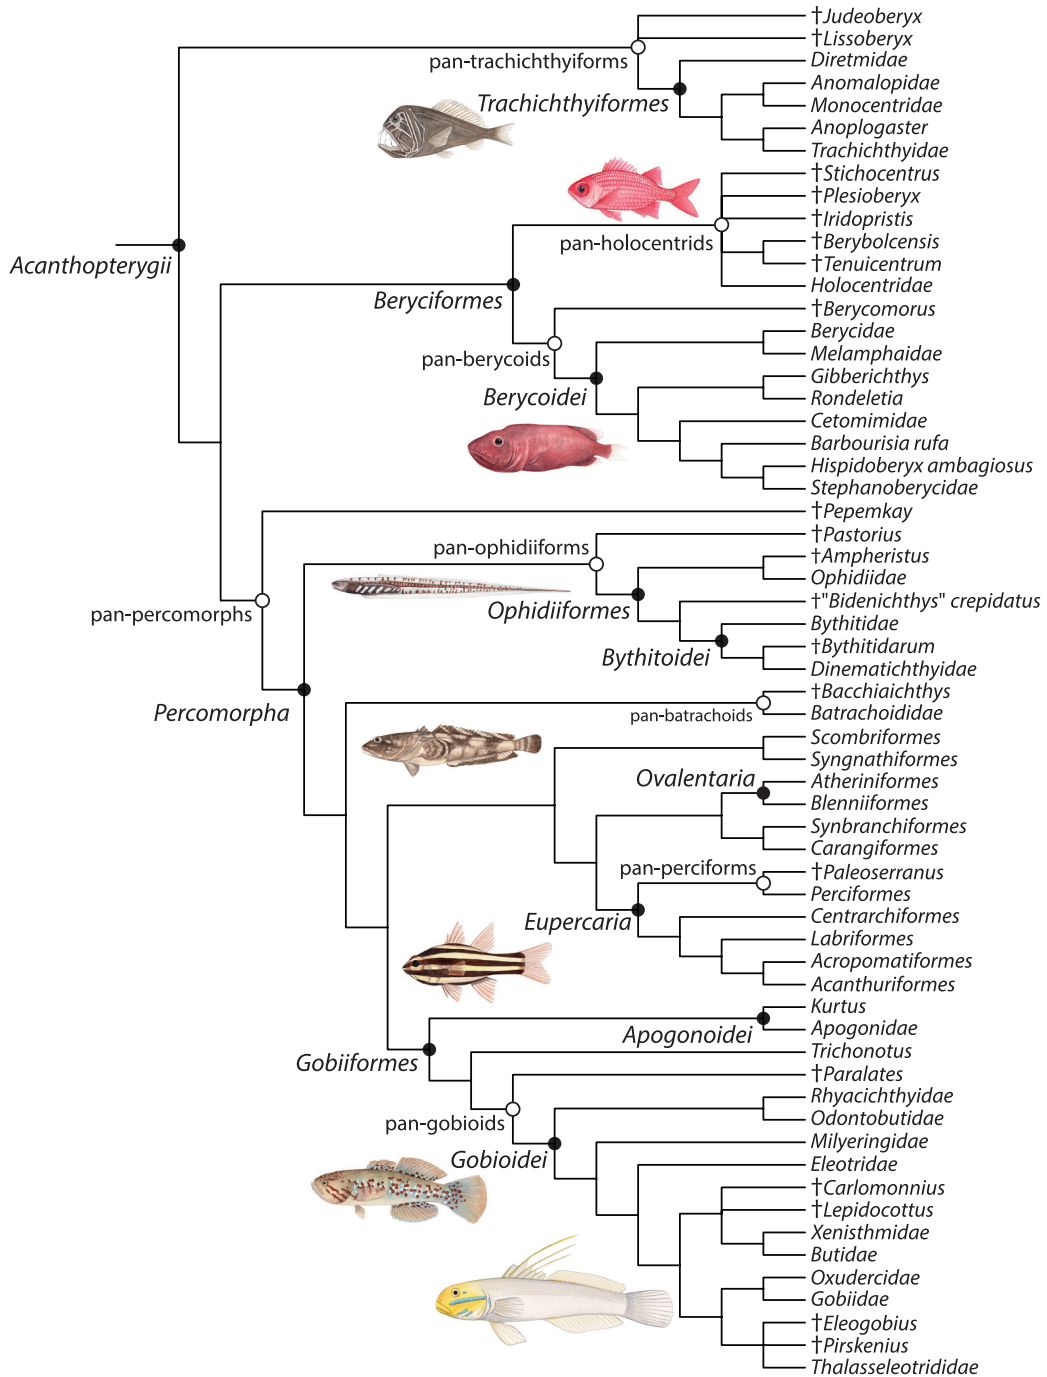 †Judeoberyx
†Lissoberyx
pan-trachichthyiforms
Diretmidae
Anomalopidae
Trachichthyiformes
Monocentridae
Anoplogaster
Trachichthyidae
†Stichocentrus
†Plesioberyx
†Iridopristis
pan-holocentrids
†Berybolcensis
Acanthopterygii
†Tenuicentrum
Holocentridae
Beryciformes
†Berycomorus
Berycidae
pan-berycoids
Melamphaidae
Gibberichthys
Berycoidei
Rondeletia
Cetomimidae
Barbourisia rufa
Hispidoberyx ambagiosus
Stephanoberycidae
†Pepemkay
†Pastorius
pan-ophidiiforms
†Ampheristus
Ophidiidae
†"Bidenichthys" crepidatus
pan-percomorphs
Ophidiiformes
Bythitidae
†Bythitidarum
Bythitoidei
Dinematichthyidae
†Bacchiaichthys
Percomorpha
pan-batrachoids
Batrachoididae
Scombriformes
Syngnathiformes
Ovalentaria
Atheriniformes
Blenniiformes
Synbranchiformes
Carangiformes
pan-perciforms
†Paleoserranus
Perciformes
Eupercaria
Centrarchiformes
Labriformes
Acropomatiformes
Acanthuriformes
Kurtus
Apogonoidei
Apogonidae
Gobiiformes
Trichonotus
†Paralates
Rhyacichthyidae
pan-gobioids
Odontobutidae
Milyeringidae
Gobioidei
Eleotridae
†Carlomonnius
†Lepidocottus
Xenisthmidae
Butidae
Oxudercidae
Gobiidae
†Eleogobius
†Pirskenius
Thalasseleotrididae